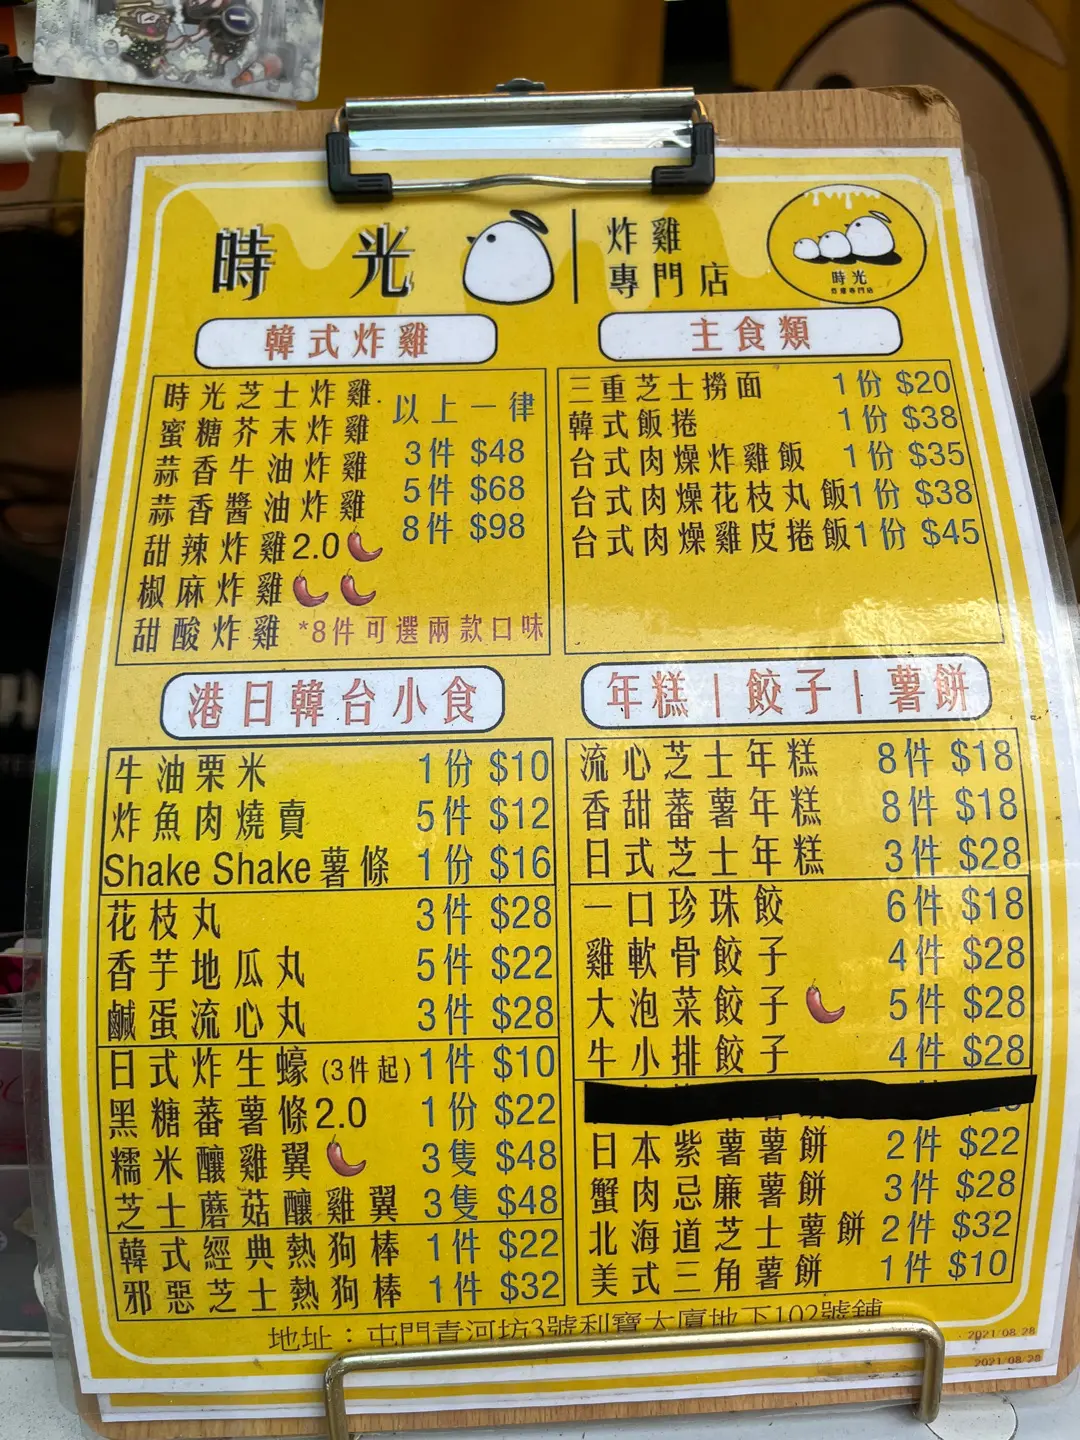 時光
炸雞
專門店
時光
炸雞專門店
韓式炸雞
時光芝士炸雞
蜜糖芥末炸雞
蒜香牛油炸雞
蒜香醬油炸雞
甜辣炸雞2.0
椒麻炸雞
甜酸炸雞 *8件可選兩款口味
以上一律
3件 $48
5件 $68
8件 $98
主食類
三重芝士撈面 1份 $20
韓式飯捲 1份 $38
台式肉燥炸雞飯 1份 $35
台式肉燥花枝丸飯 1份 $38
台式肉燥雞皮捲飯 1份 $45
港日韓台小食
牛油粟米 1份 $10
炸魚肉燒賣 5件 $12
Shake Shake薯條 1份 $16
花枝丸 3件 $28
香芋地瓜丸 5件 $22
鹹蛋流心丸 3件 $28
日式炸生蠔(3件起) 1件 $10
黑糖蕃薯條2.0 1份 $22
糯米釀雞翼 3隻 $48
芝士蘑菇釀雞翼 3隻 $48
韓式經典熱狗棒 1件 $22
邪惡芝士熱狗棒 1件 $32
年糕 | 餃子 | 薯餅
流心芝士年糕 8件 $18
香甜蕃薯年糕 8件 $18
日式芝士年糕 3件 $28
一口珍珠餃 6件 $18
雞軟骨餃子 4件 $28
大泡菜餃子 5件 $28
牛小排餃子 4件 $28
日本紫薯薯餅 2件 $22
蟹肉忌廉薯餅 3件 $28
北海道芝士薯餅 2件 $32
美式三角薯餅 1件 $10
地址：屯門青河坊3號利寶大廈地下102號鋪
2021/08/28
2021/08/28